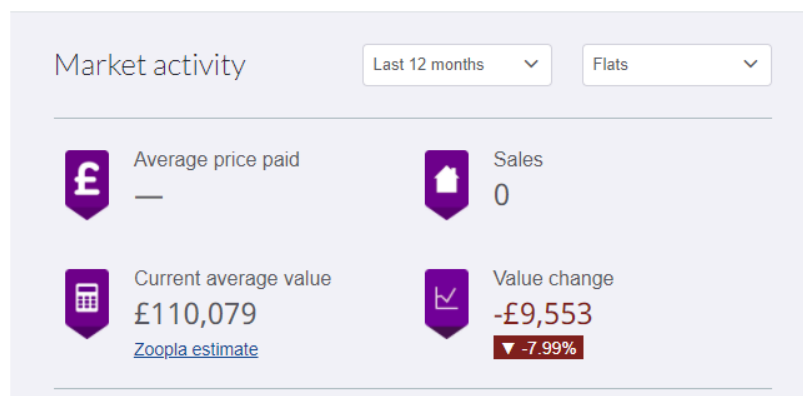 Market activity
Last 12 months
Flats
£
Average price paid
—
Sales
0
Current average value
£110,079
Zoopla estimate
Value change
-£9,553
▼ -7.99%